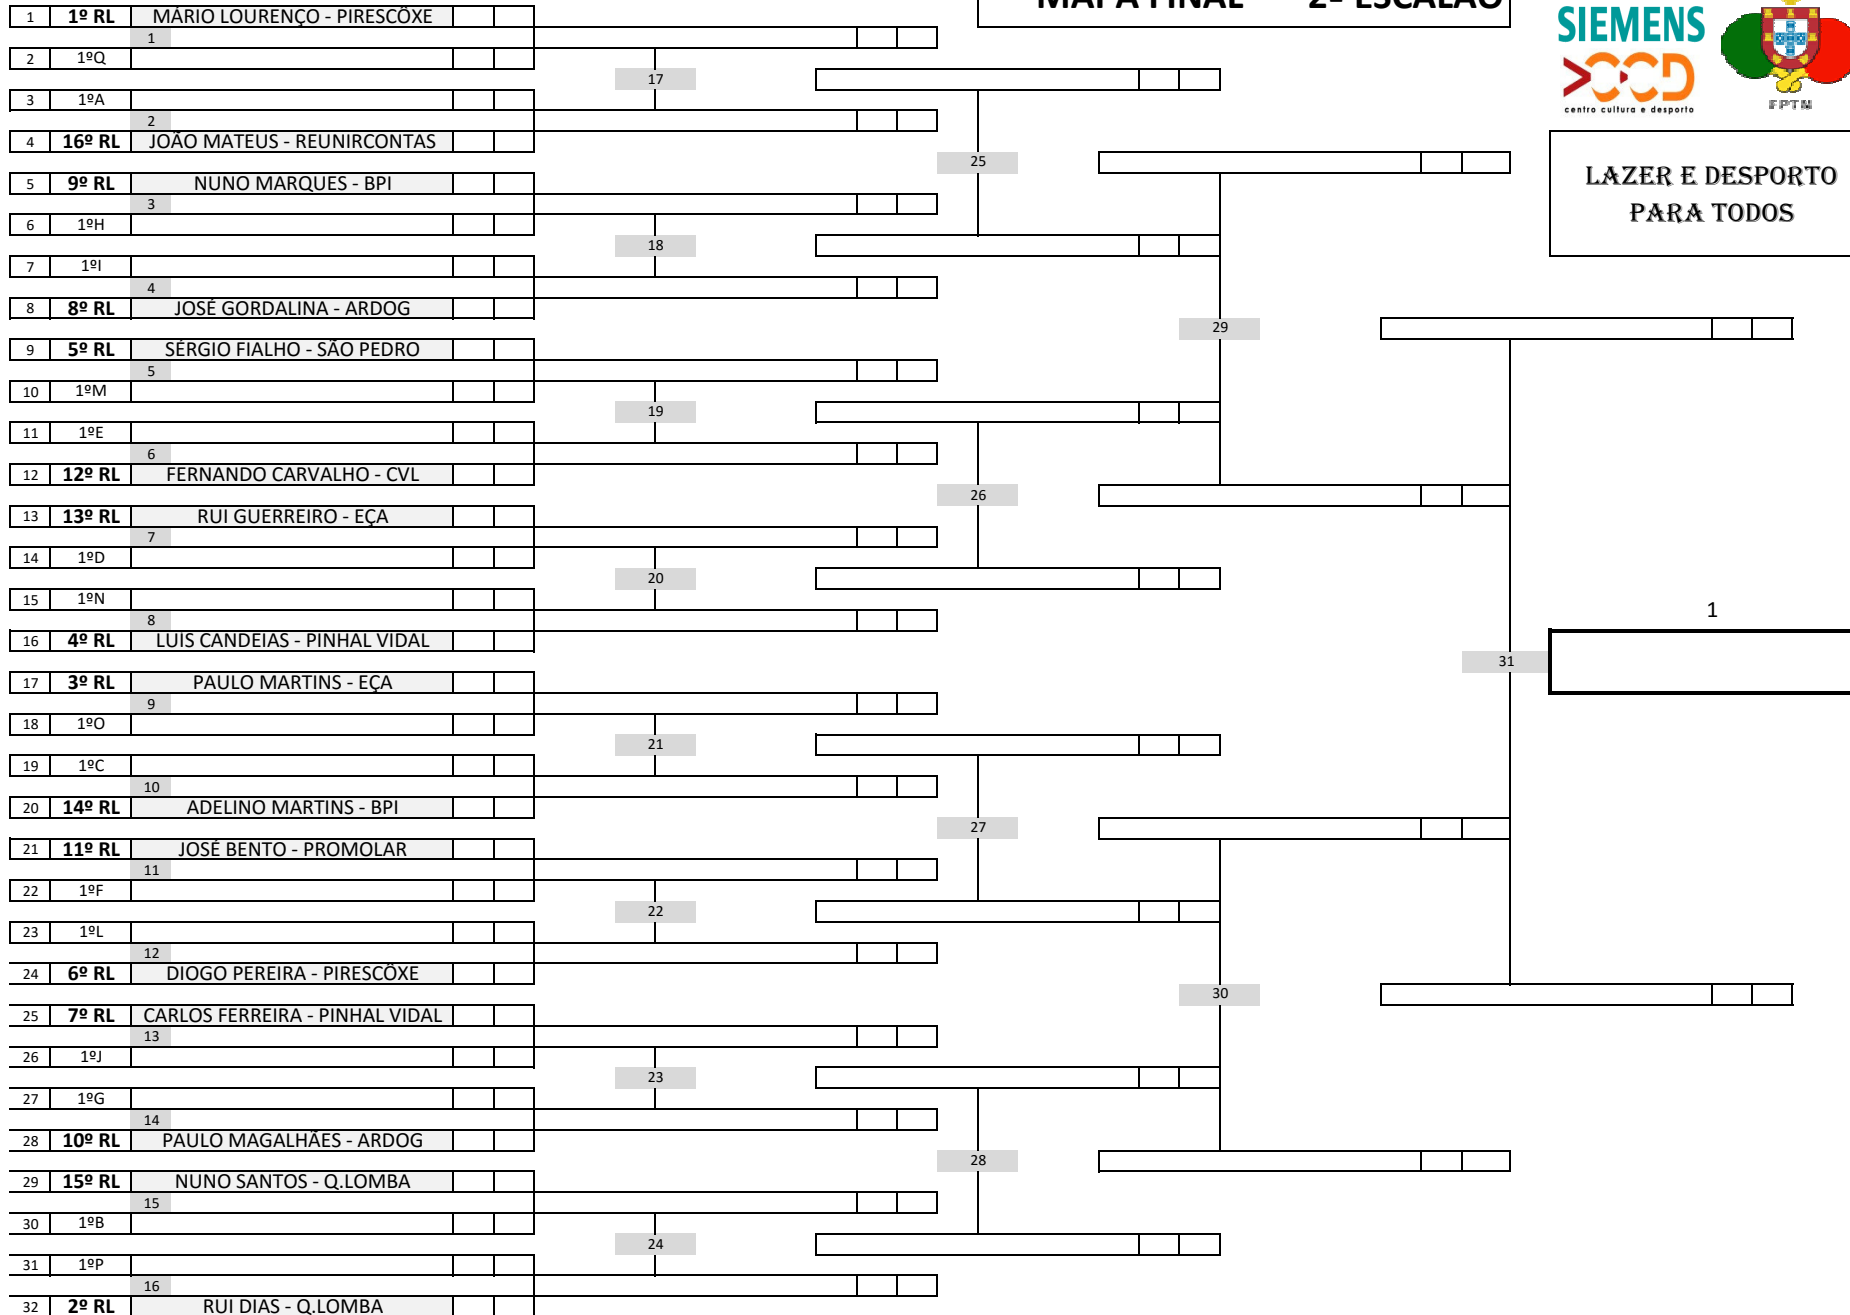 MAPA FINAL 2º ESCALÃO
SIEMENS
CCD
centro cultura e desporto
FPTM
LAZER E DESPORTO
PARA TODOS
1 1º RL MÁRIO LOURENÇO - PIRESCÔXE
1
2 1ºQ
17
3 1ºA
2
4 16º RL JOÃO MATEUS - REUNIRCONTAS
25
5 9º RL NUNO MARQUES - BPI
3
6 1ºH
18
7 1ºI
4
8 8º RL JOSÉ GORDALINA - ARDOG
29
9 5º RL SÉRGIO FIALHO - SÃO PEDRO
5
10 1ºM
19
11 1ºE
6
12 12º RL FERNANDO CARVALHO - CVL
26
13 13º RL RUI GUERREIRO - EÇA
7
14 1ºD
20
15 1ºN
8
1
16 4º RL LUIS CANDEIAS - PINHAL VIDAL
31
17 3º RL PAULO MARTINS - EÇA
9
18 1ºO
21
19 1ºC
10
20 14º RL ADELINO MARTINS - BPI
27
21 11º RL JOSÉ BENTO - PROMOLAR
11
22 1ºF
22
23 1ºL
12
24 6º RL DIOGO PEREIRA - PIRESCÔXE
30
25 7º RL CARLOS FERREIRA - PINHAL VIDAL
13
26 1ºJ
23
27 1ºG
14
28 10º RL PAULO MAGALHÃES - ARDOG
28
29 15º RL NUNO SANTOS - Q.LOMBA
15
30 1ºB
24
31 1ºP
16
32 2º RL RUI DIAS - Q.LOMBA